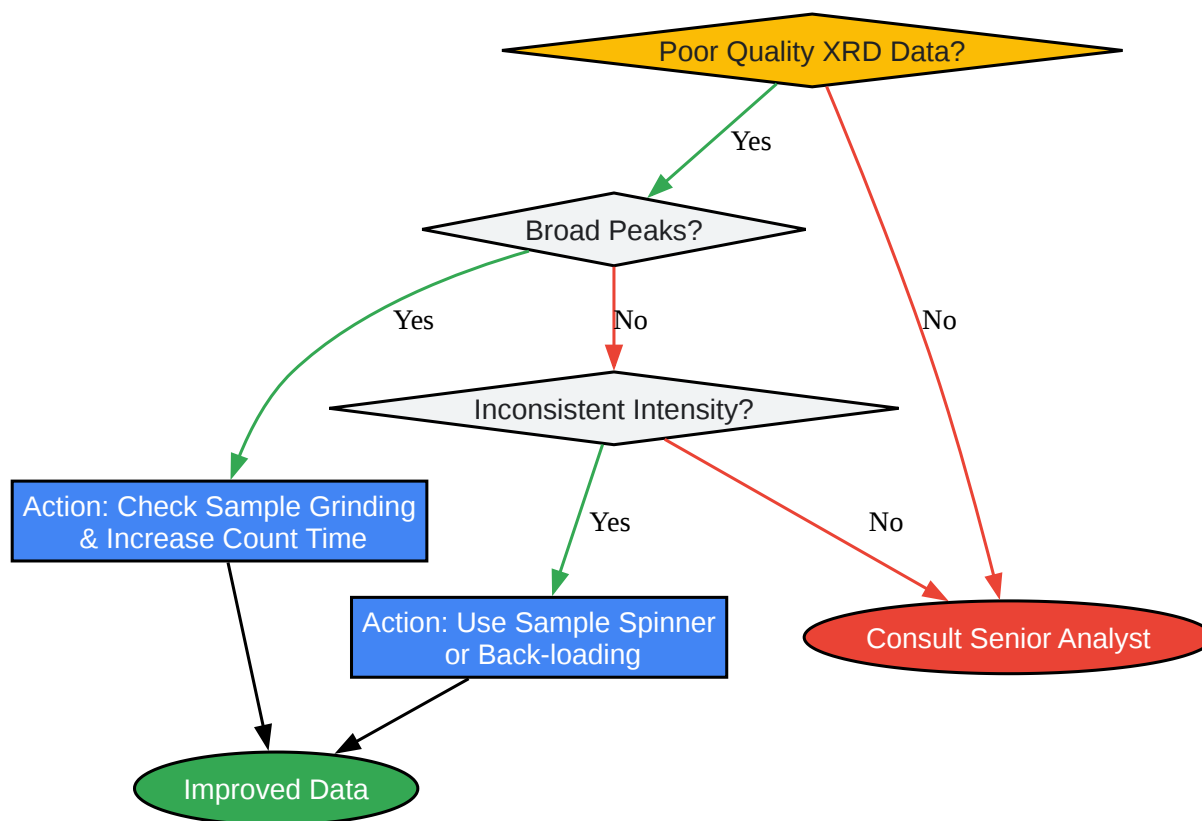 Poor Quality XRD Data?
Yes
Broad Peaks?
Yes
No
No
Inconsistent Intensity?
Action: Check Sample Grinding
& Increase Count Time
Yes
No
Action: Use Sample Spinner
or Back-loading
Consult Senior Analyst
Improved Data